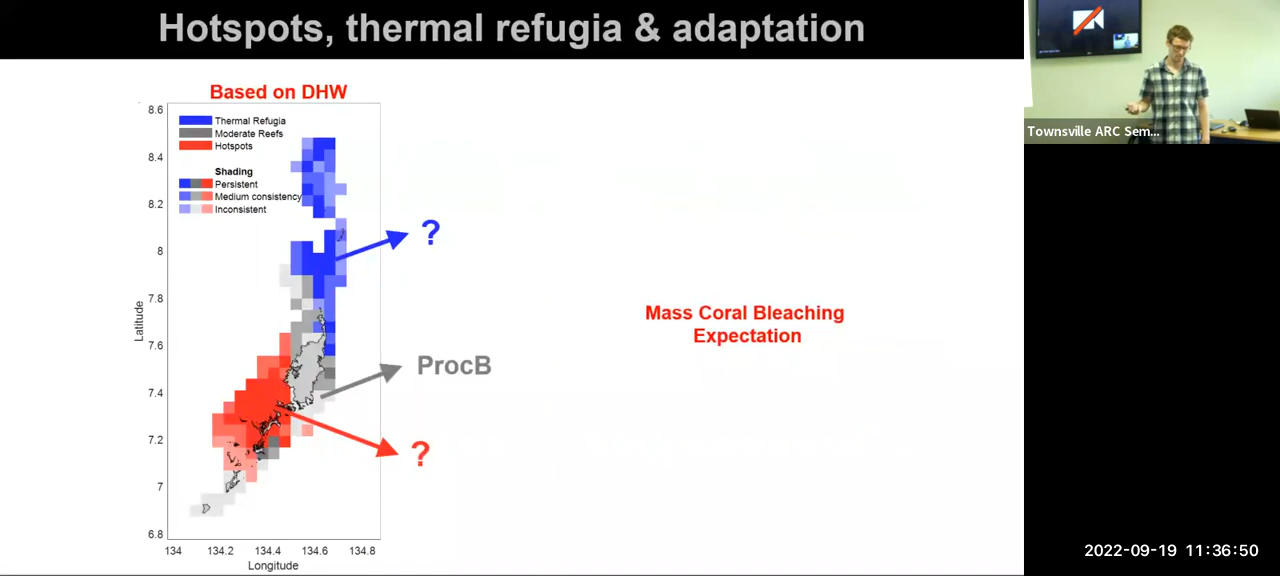 Hotspots, thermal refugia & adaptation
Based on DHW
8.6
8.4
8.2
8
7.8
7.6
7.4
7.2
7
6.8
Latitude
Thermal Refugia
Moderate Reefs
Hotspots
Shading
Persistent
Medium consistency
Inconsistent
?
ProcB
?
134
134.2
134.4
134.6
134.8
Longitude
Mass Coral Bleaching
Expectation
Townsville ARC Sem...
2022-09-19 11:36:50